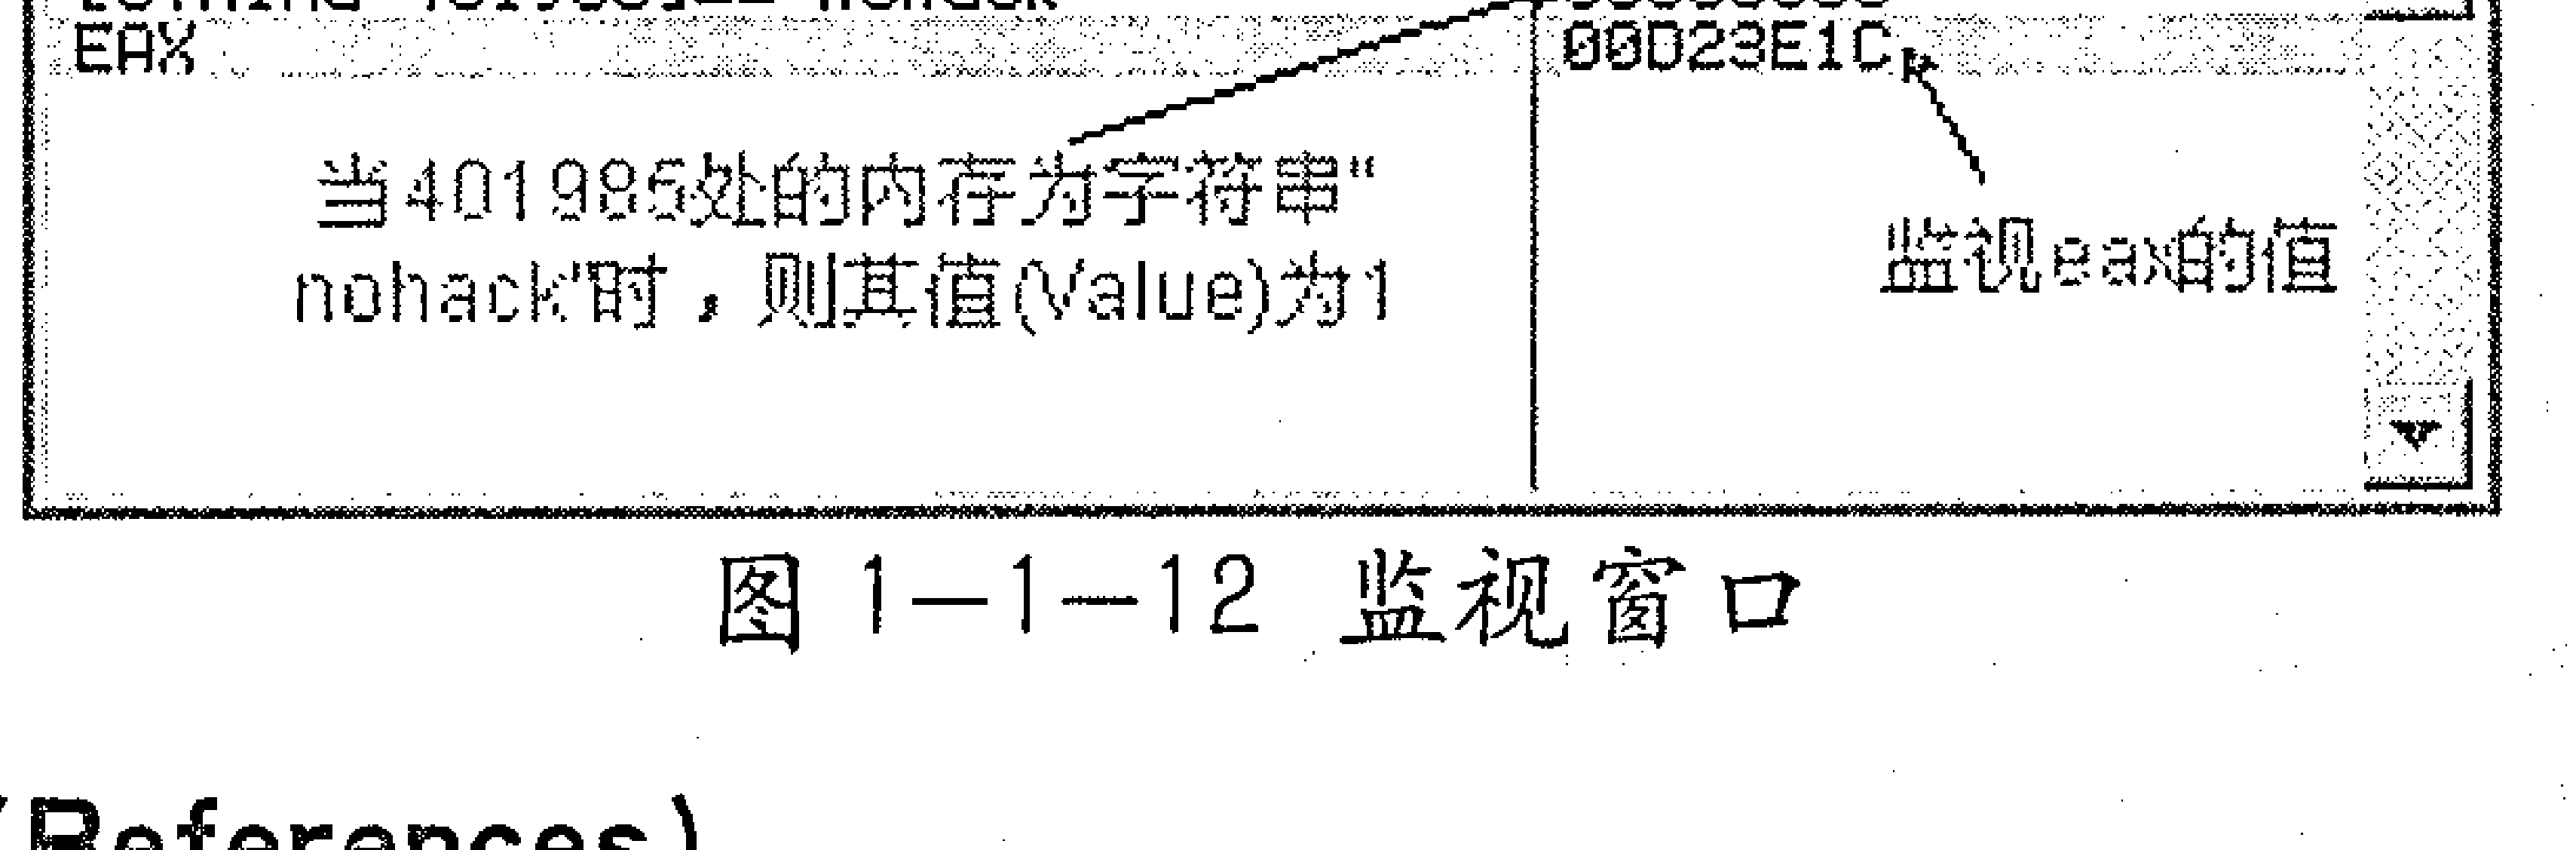 EAX 00D23E1C
当401985处的内存为字符串"
nohack"时，则其值(Value)为1
监视eax的值
图 1-1-12 监视窗口
(References)